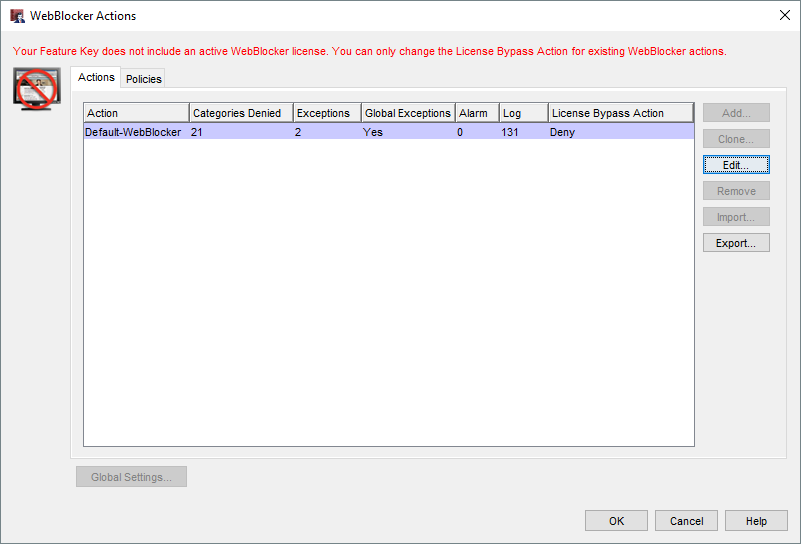 WebBlocker Actions
Your Feature Key does not include an active WebBlocker license. You can only change the License Bypass Action for existing WebBlocker actions.
Actions Policies
Action Categories Denied Exceptions Global Exceptions Alarm Log License Bypass Action
Default-WebBlocker 21 2 Yes 0 131 Deny
Add...
Clone...
Edit...
Remove
Import...
Export...
Global Settings...
OK Cancel Help